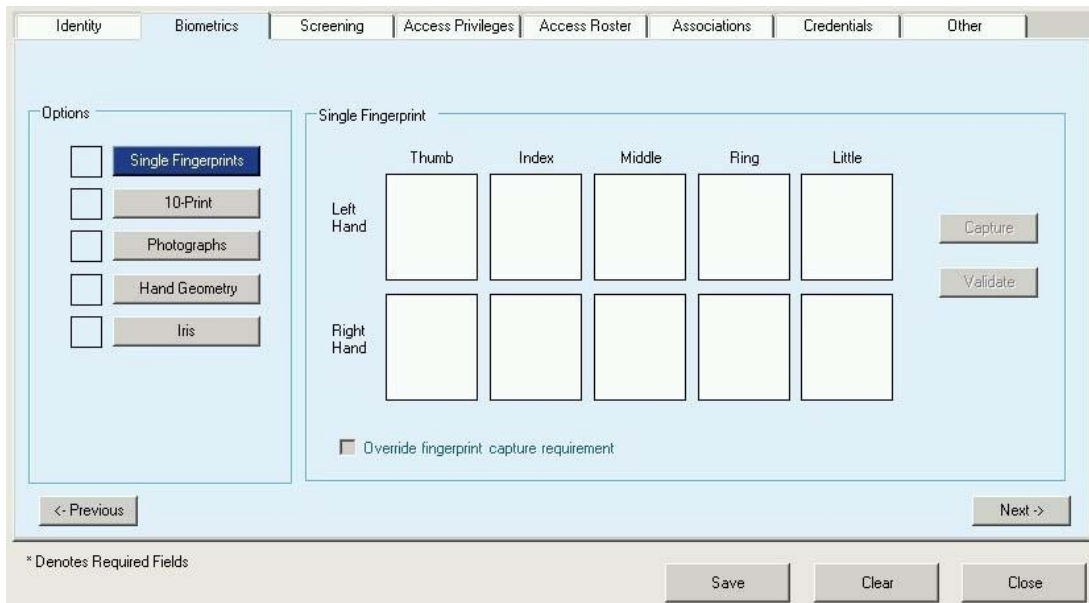 Identity Biometrics Screening Access Privileges Access Roster Associations Credentials Other
Options
Single Fingerprints
10-Print
Photographs
Hand Geometry
Iris
Single Fingerprint
Thumb Index Middle Ring Little
Left
Hand
Right
Hand
Capture
Validate
Override fingerprint capture requirement
<- Previous
Next ->
* Denotes Required Fields
Save Clear Close